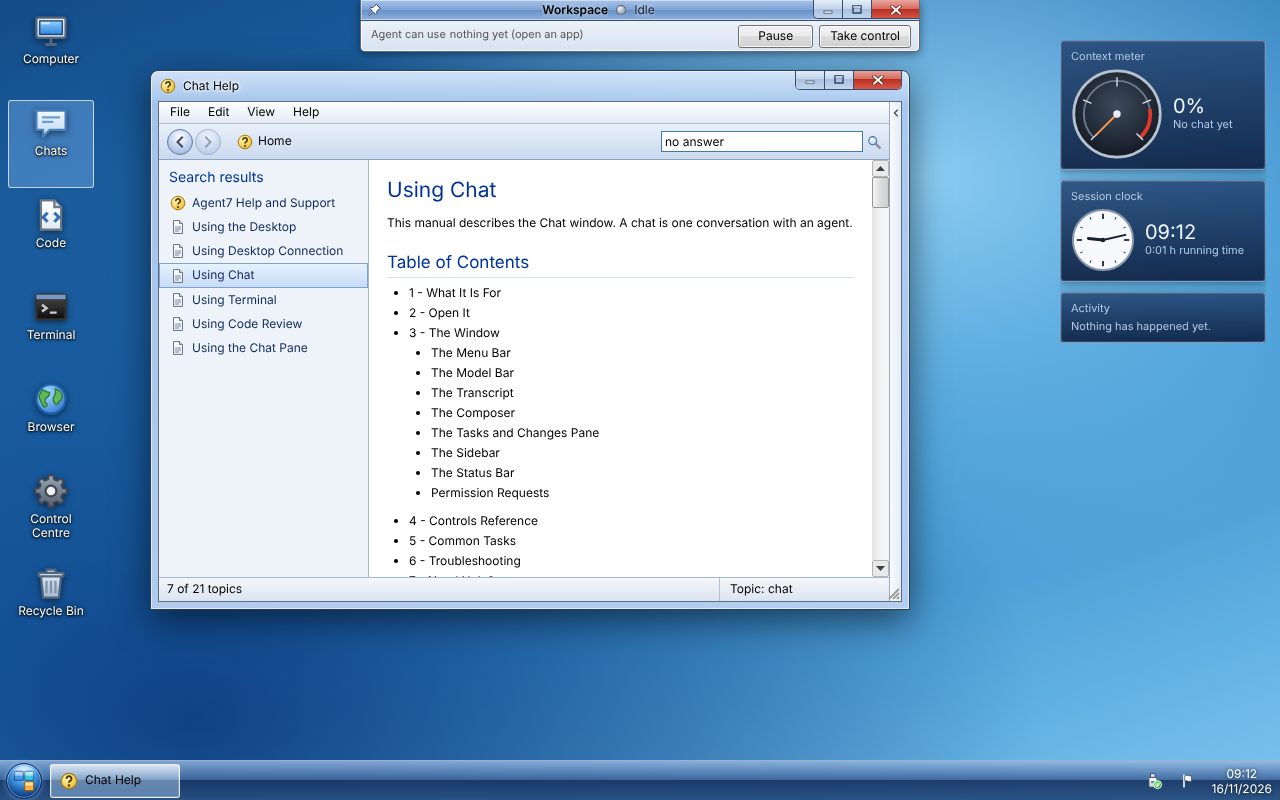 Computer
Chats
Code
Terminal
Browser
Control
Centre
Recycle Bin
Workspace Idle
Agent can use nothing yet (open an app)
Pause
Take control
Chat Help
File Edit View Help
Home
no answer
Search results
Agent7 Help and Support
Using the Desktop
Using Desktop Connection
Using Chat
Using Terminal
Using Code Review
Using the Chat Pane
Using Chat
This manual describes the Chat window. A chat is one conversation with an agent.
Table of Contents
1 - What It Is For
2 - Open It
3 - The Window
The Menu Bar
The Model Bar
The Transcript
The Composer
The Tasks and Changes Pane
The Sidebar
The Status Bar
Permission Requests
4 - Controls Reference
5 - Common Tasks
6 - Troubleshooting
7 of 21 topics
Topic: chat
Context meter
0%
No chat yet
Session clock
09:12
0:01 h running time
Activity
Nothing has happened yet.
Chat Help
09:12
16/11/2026